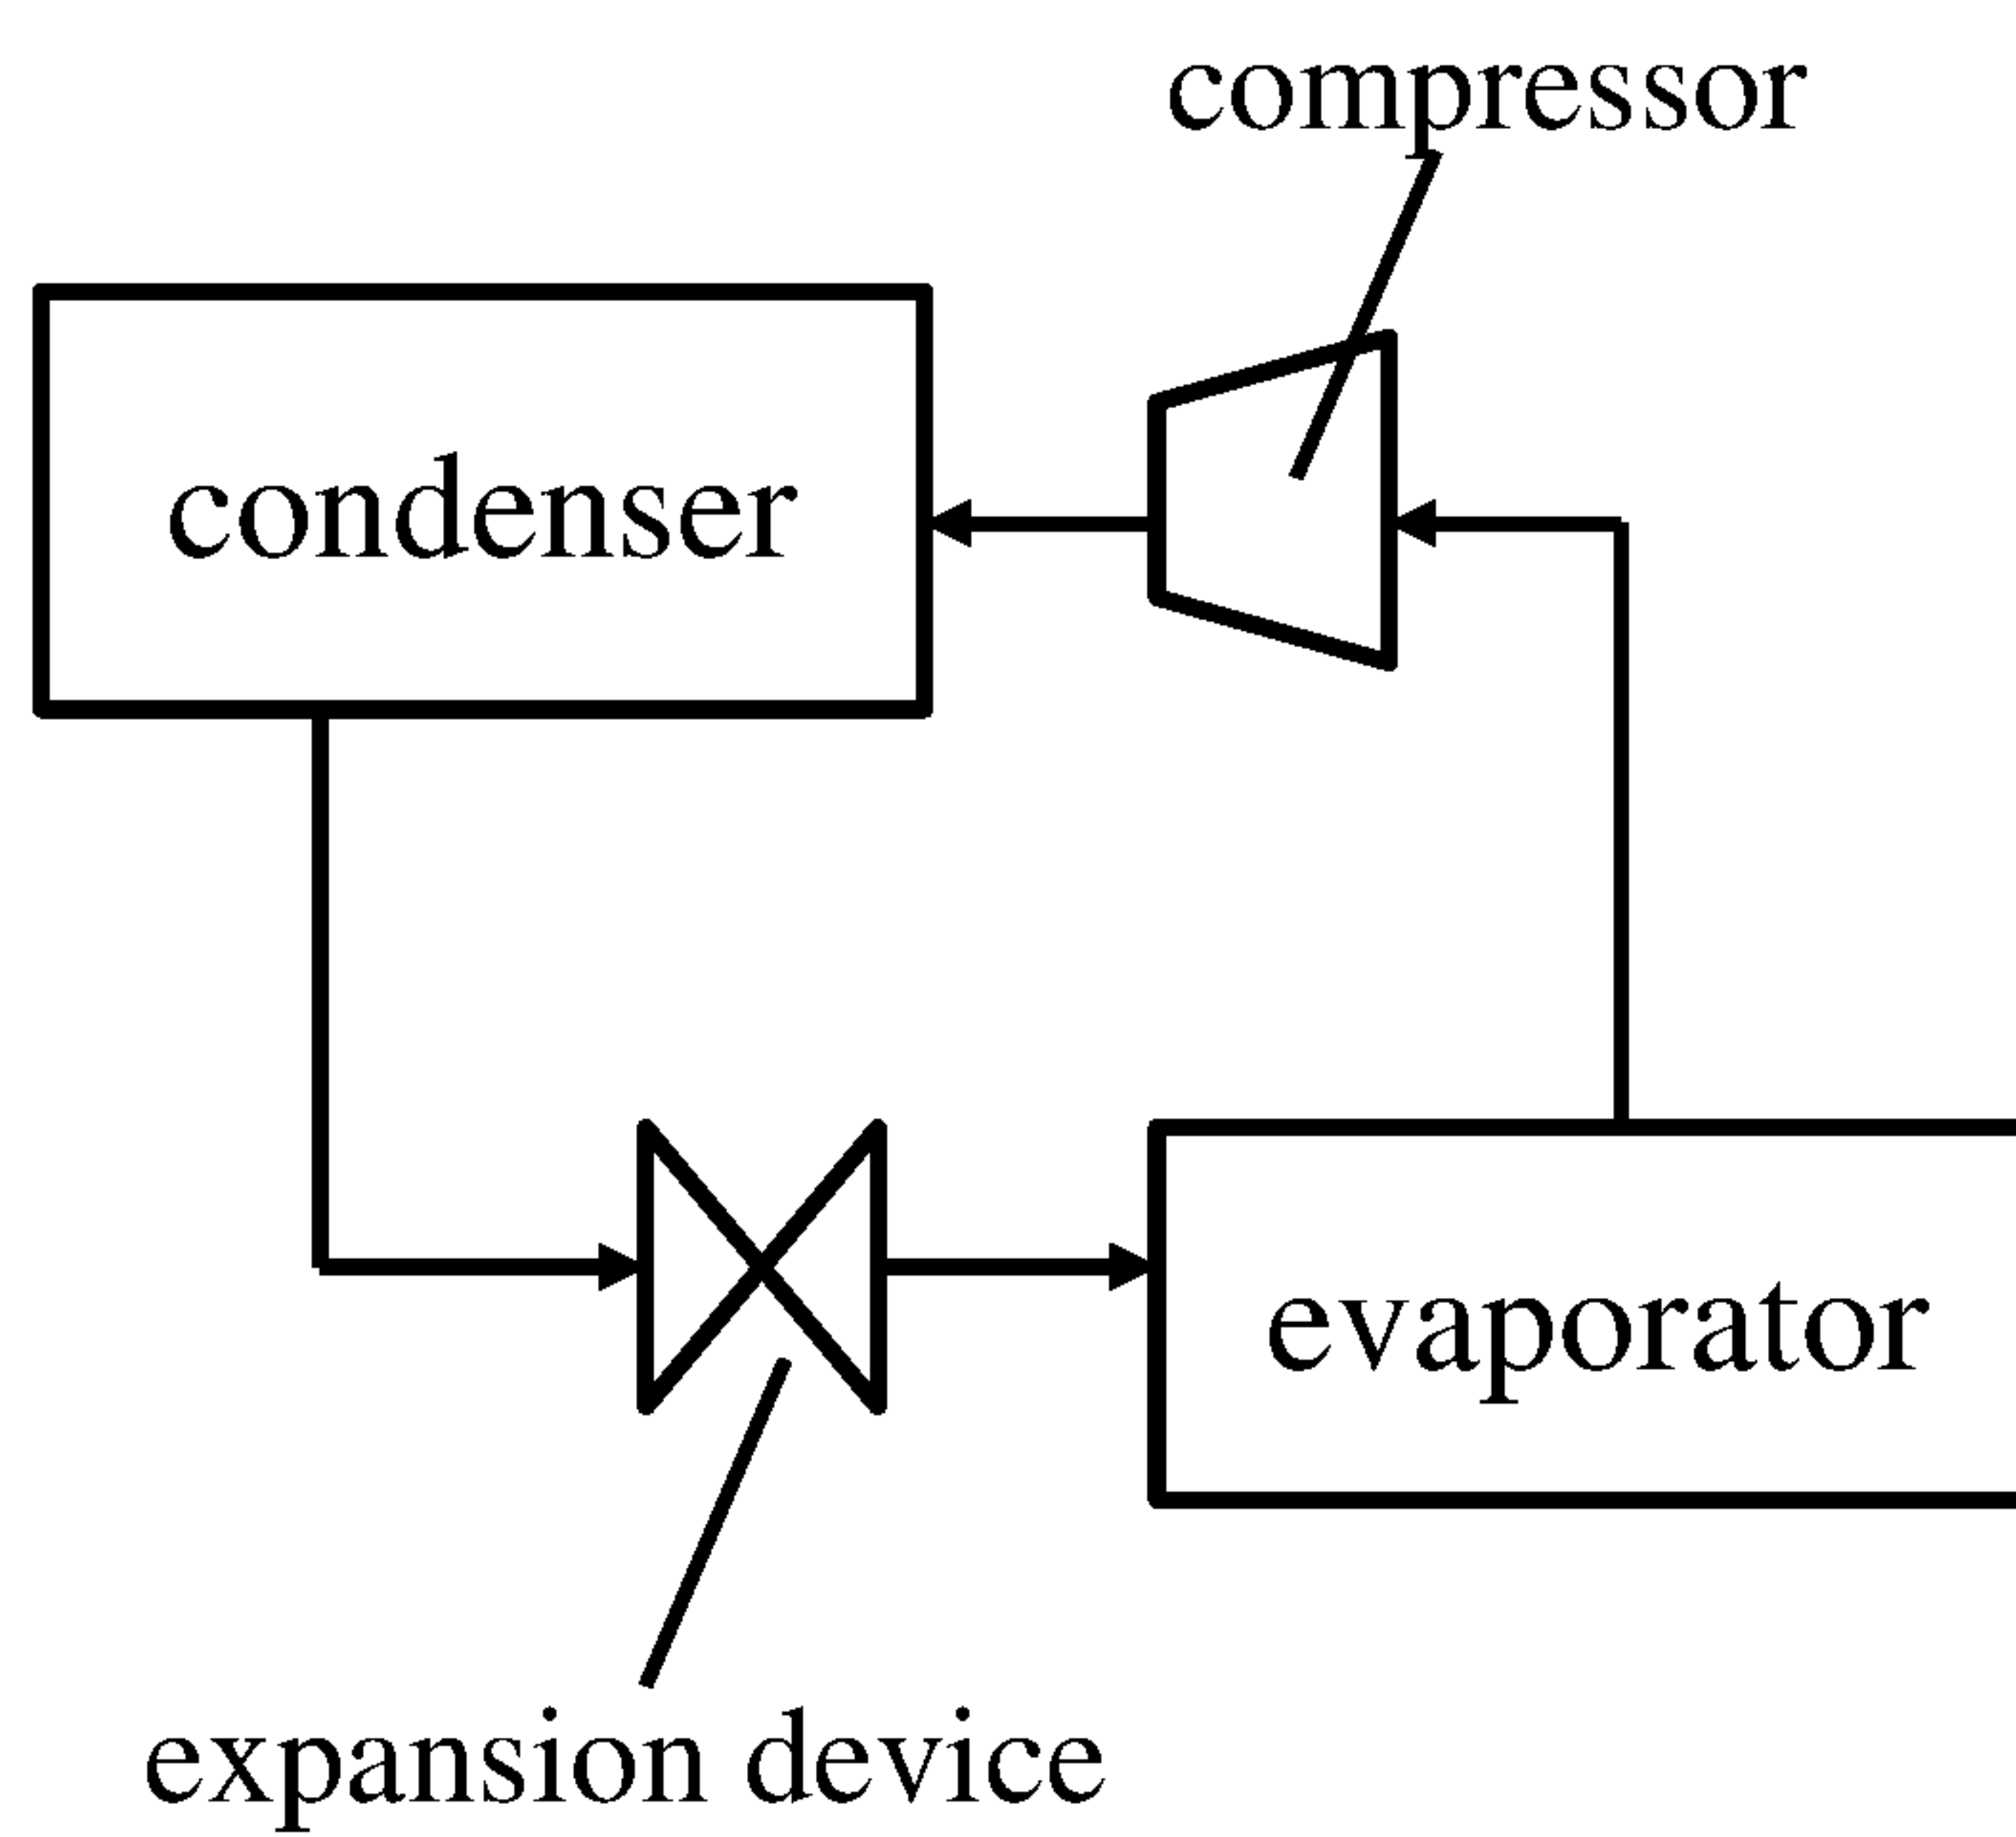 compressor
condenser
evaporator
expansion device